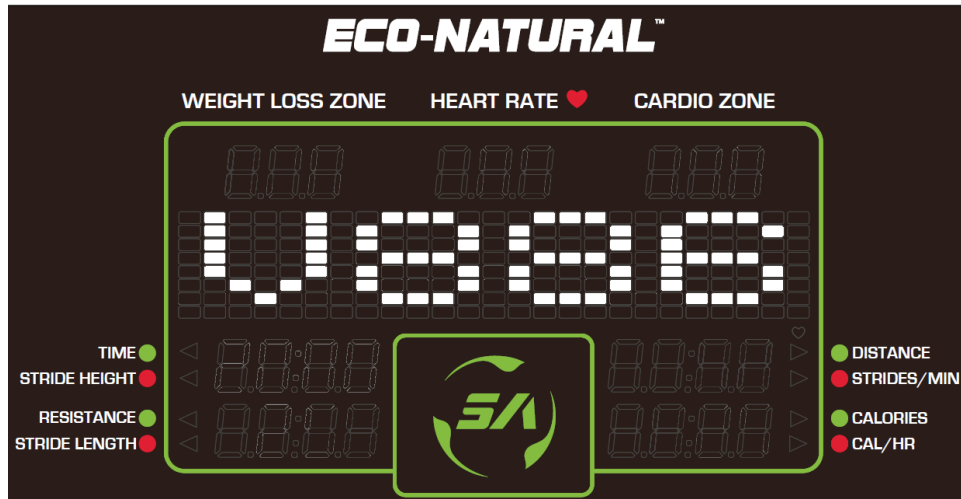 ECO-NATURAL™
WEIGHT LOSS ZONE HEART RATE CARDIO ZONE
V886
TIME
STRIDE HEIGHT
RESISTANCE
STRIDE LENGTH
SA
DISTANCE
STRIDES/MIN
CALORIES
CAL/HR